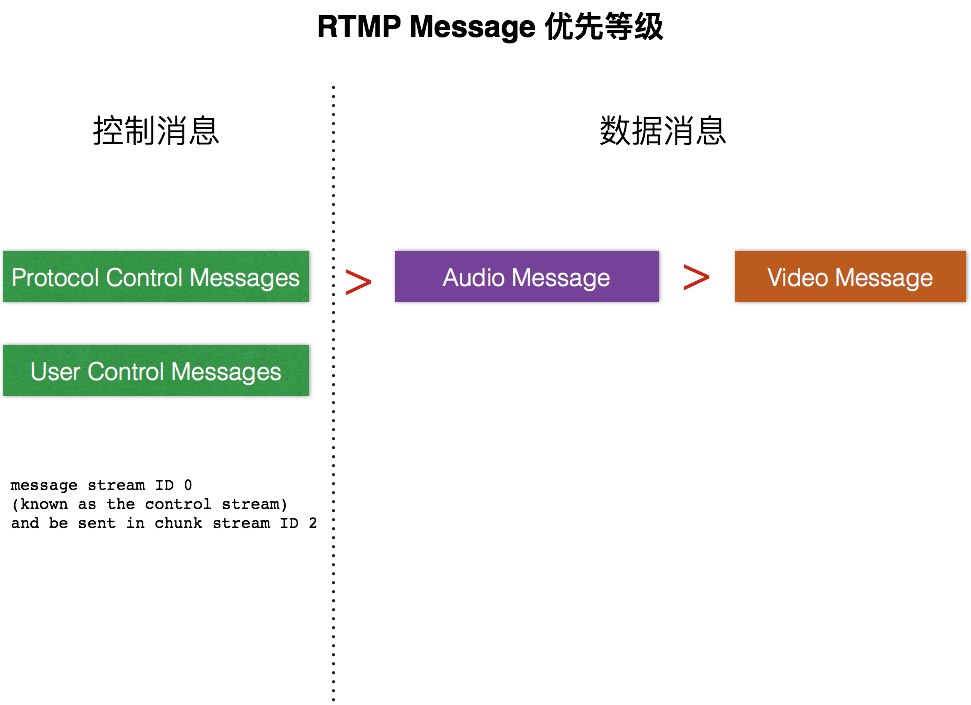 RTMP Message 优先等级
控制消息
数据消息
Protocol Control Messages > Audio Message > Video Message
User Control Messages
message stream ID 0
(known as the control stream)
and be sent in chunk stream ID 2